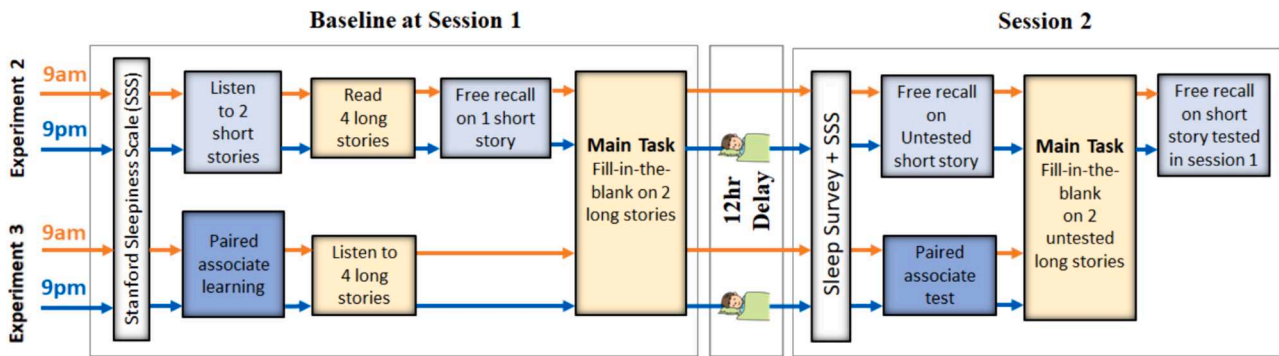 Baseline at Session 1
Session 2
Experiment 2
9am
9pm
Experiment 3
9am
9pm
Stanford Sleepiness Scale (SSS)
Listen
to 2
short
stories
Read
4 long
stories
Free recall
on 1 short
story
Paired
associate
learning
Listen to
4 long
stories
Main Task
Fill-in-the-
blank on 2
long stories
12hr
Delay
Sleep Survey + SSS
Free recall
on
Untested
short story
Paired
associate
test
Main Task
Fill-in-the-
blank
on 2
untested
long stories
Free recall
on short
story tested
in session 1